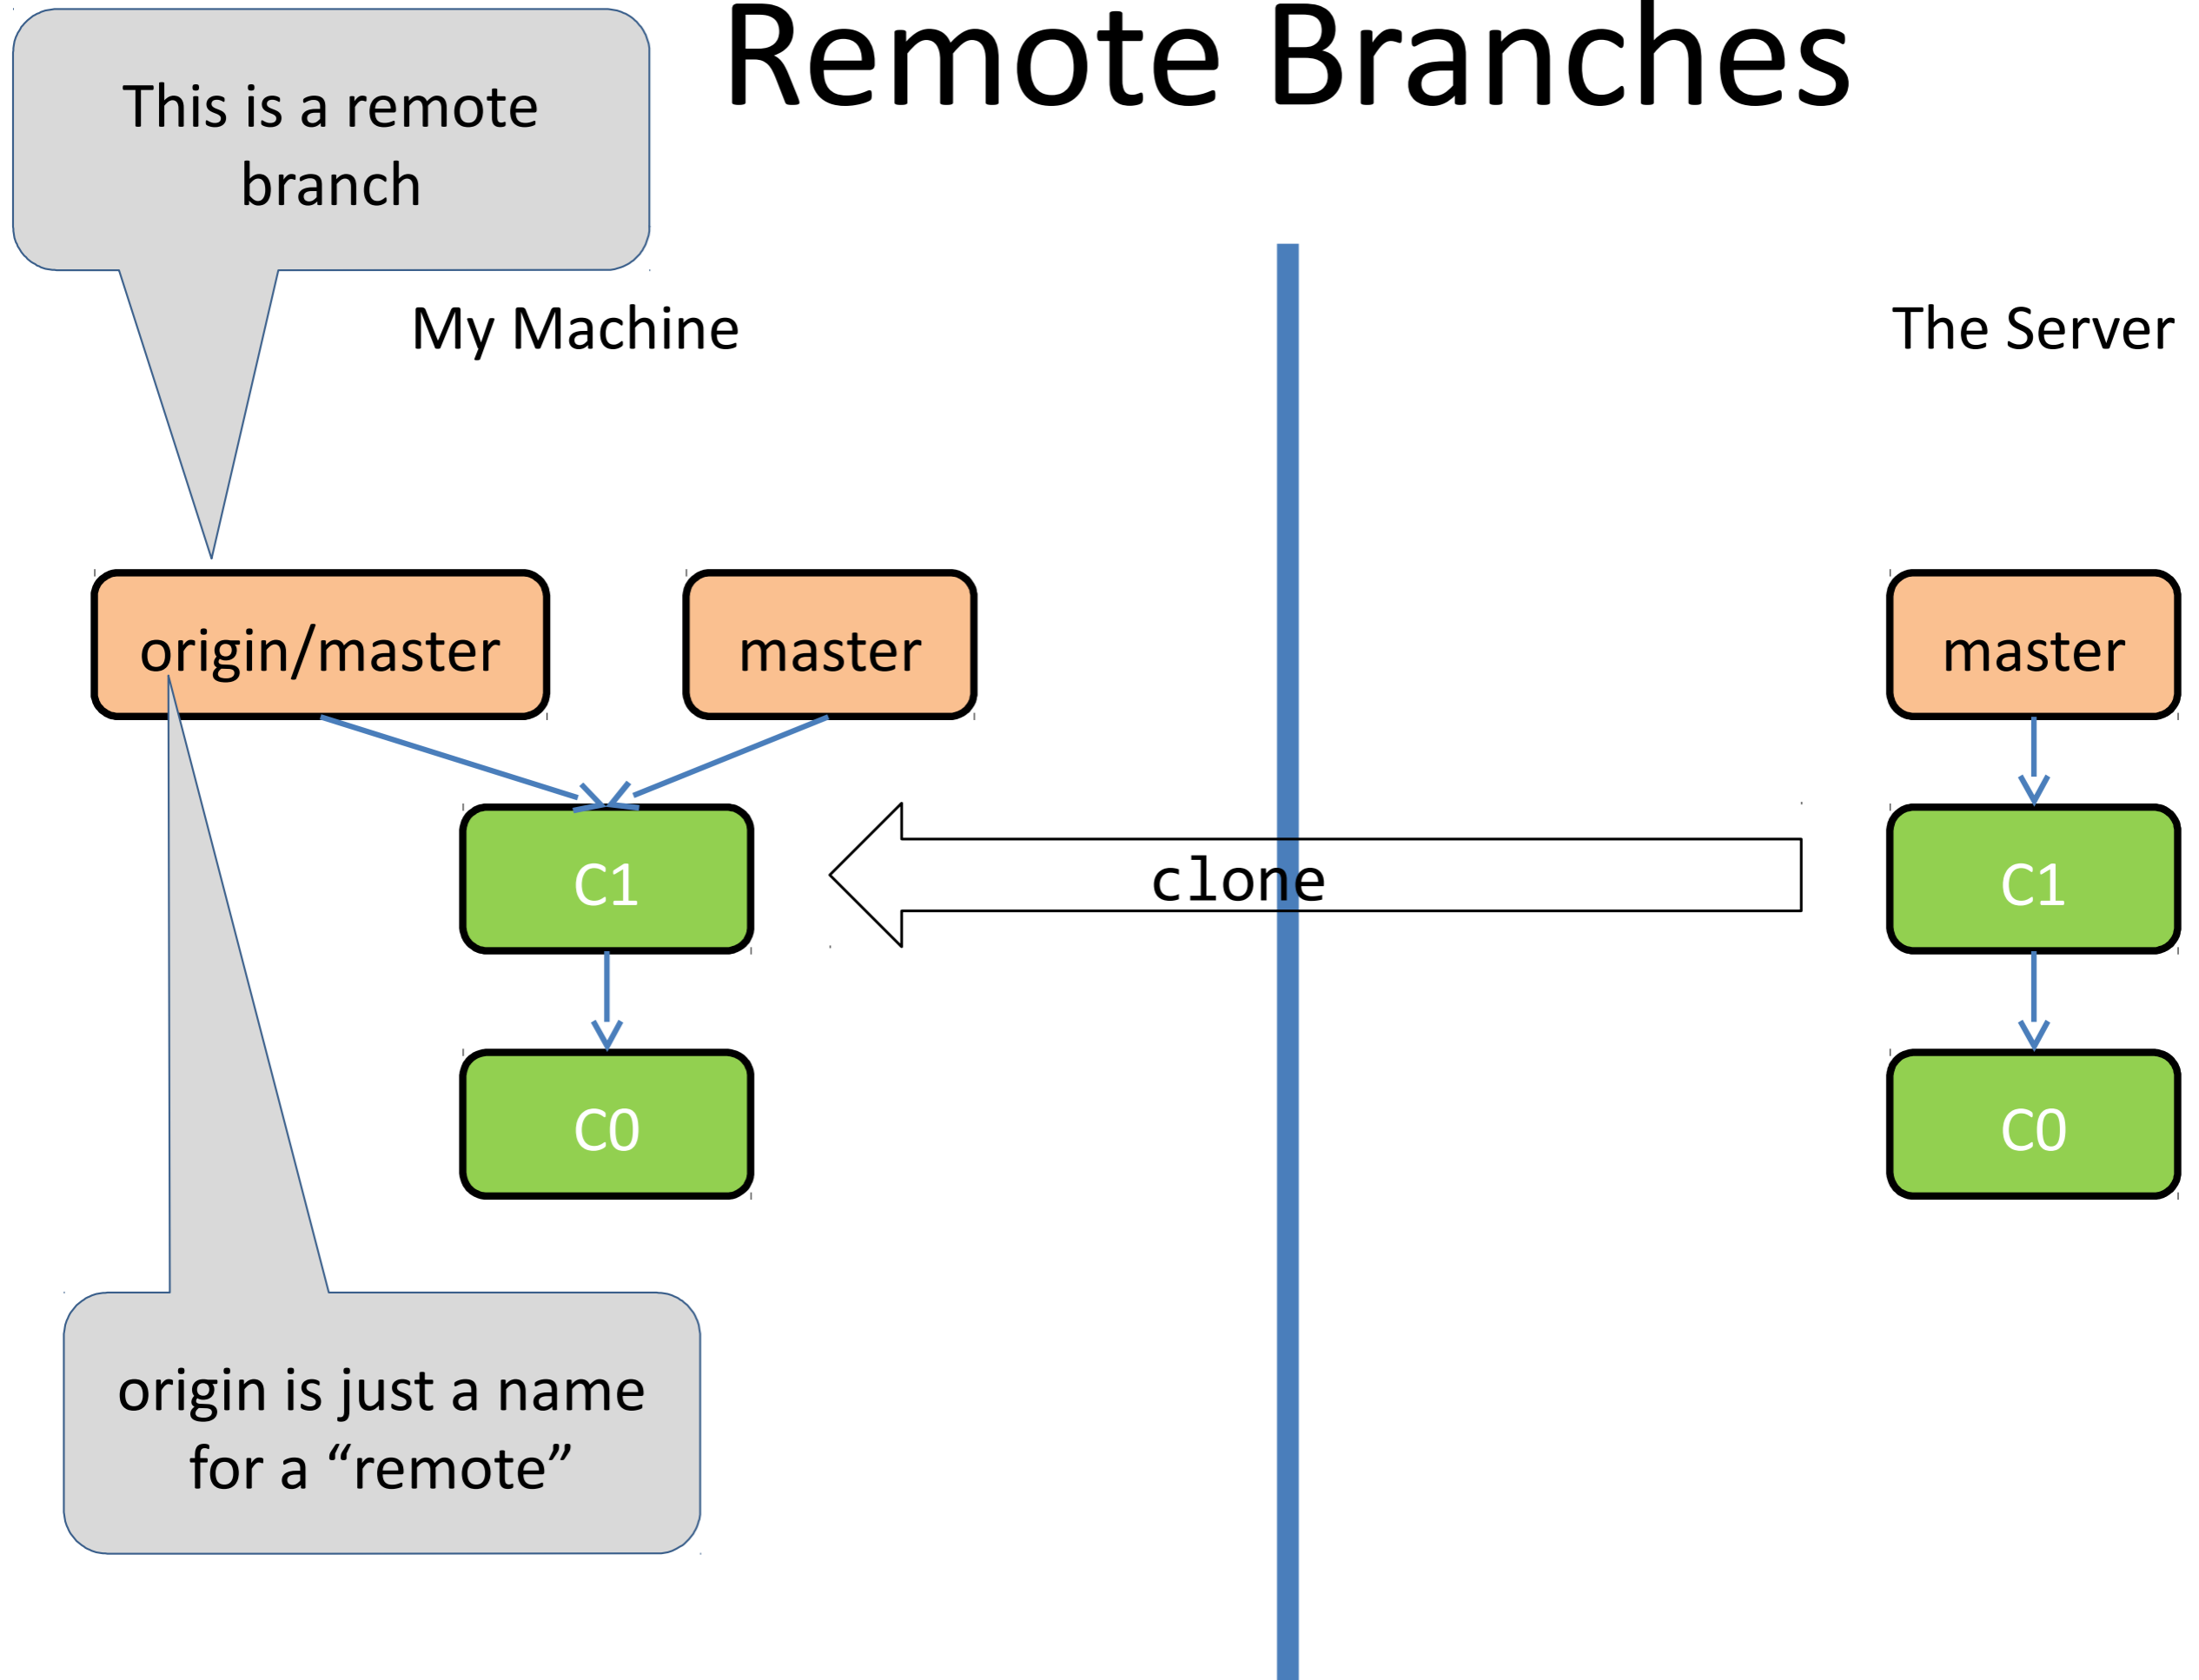 Remote Branches
This is a remote
branch
My Machine
The Server
origin/master
master
master
C1
clone
C1
C0
C0
origin is just a name
for a “remote”